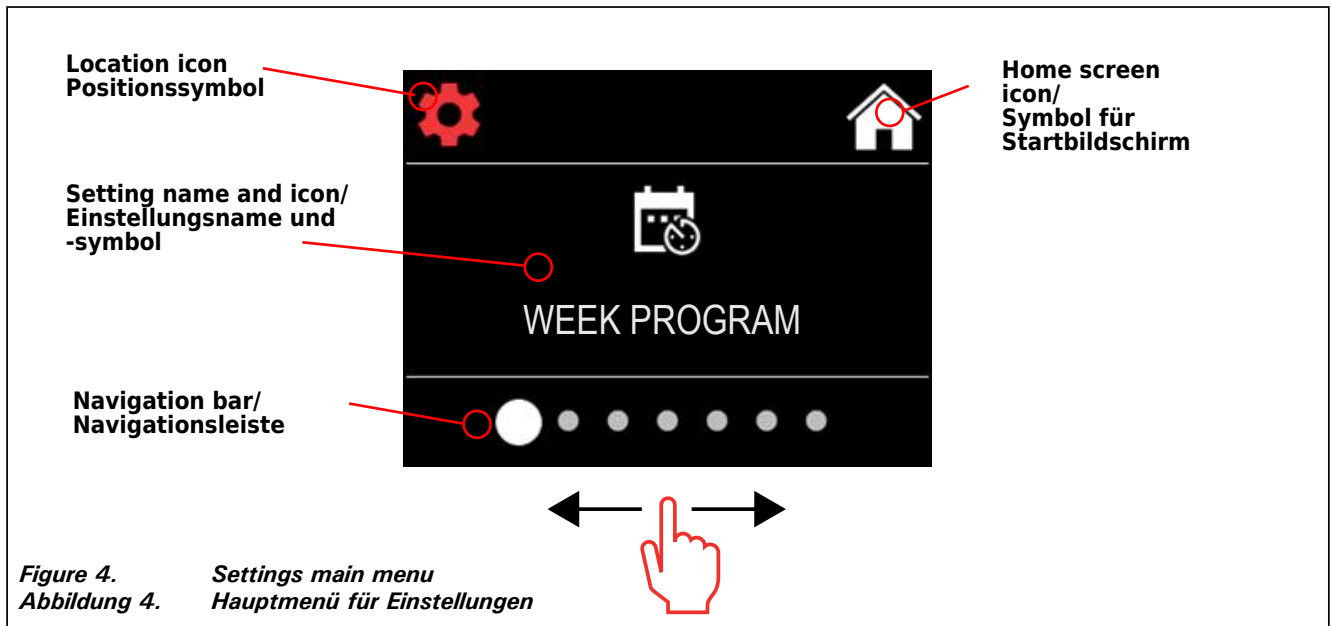 Location icon
Positionssymbol
Home screen
icon/
Symbol für
Startbildschirm
Setting name and icon/
Einstellungsname und
-symbol
WEEK PROGRAM
Navigation bar/
Navigationsleiste
Figure 4. Settings main menu
Abbildung 4. Hauptmenü für Einstellungen